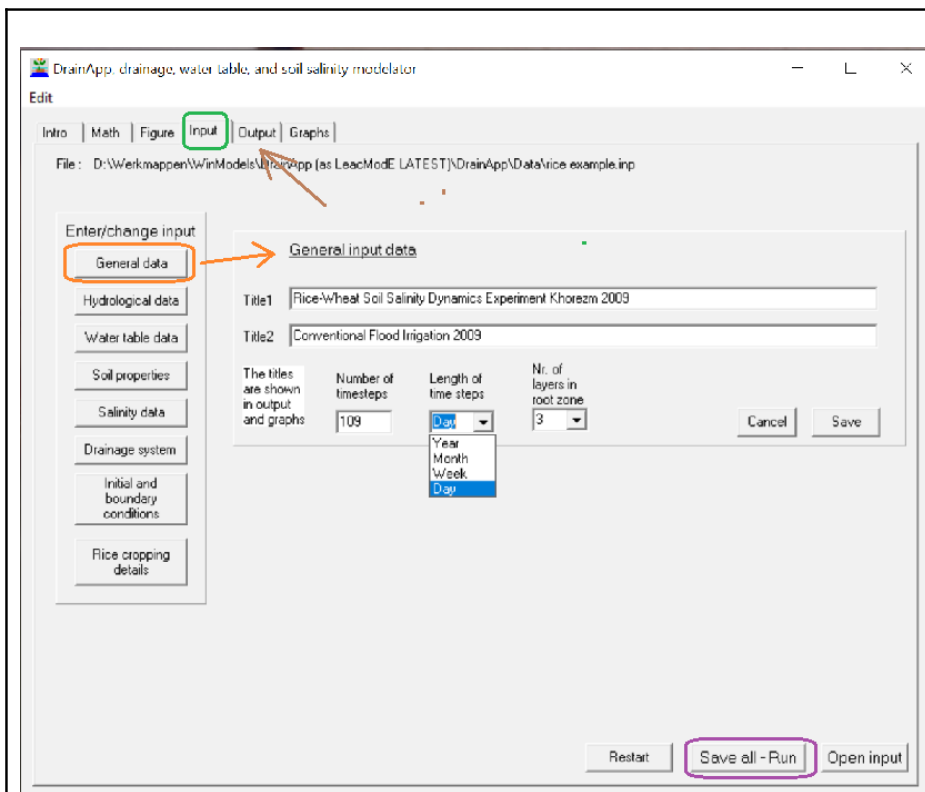 DrainApp, drainage, water table, and soil salinity modelator
Edit
Intro Math Figure Input Output Graphs
File : D:\Werkmappen\WinModels\DrainApp (as LeacModE LATEST)\DrainApp\Data\rice example.inp
Enter/change input
General data
Hydrological data
Water table data
Soil properties
Salinity data
Drainage system
Initial and
boundary
conditions
Rice cropping
details
General input data
Title1 Rice-Wheat Soil Salinity Dynamics Experiment Khorezm 2009
Title2 Conventional Flood Irrigation 2009
The titles
are shown
in output
and graphs
Number of
timesteps
109
Length of
time steps
Day
Year
Month
Week
Day
Nr. of
layers in
root zone
3
Cancel Save
Restart Save all - Run Open input